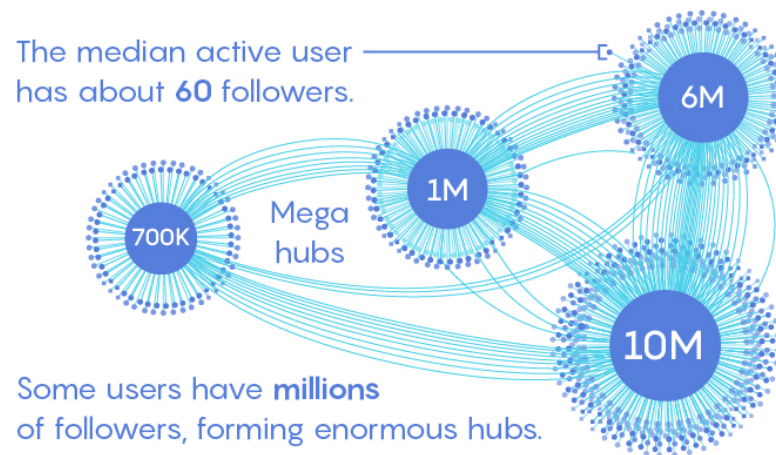 The median active user
has about 60 followers.
6M
1M
700K
Mega
hubs
10M
Some users have millions
of followers, forming enormous hubs.